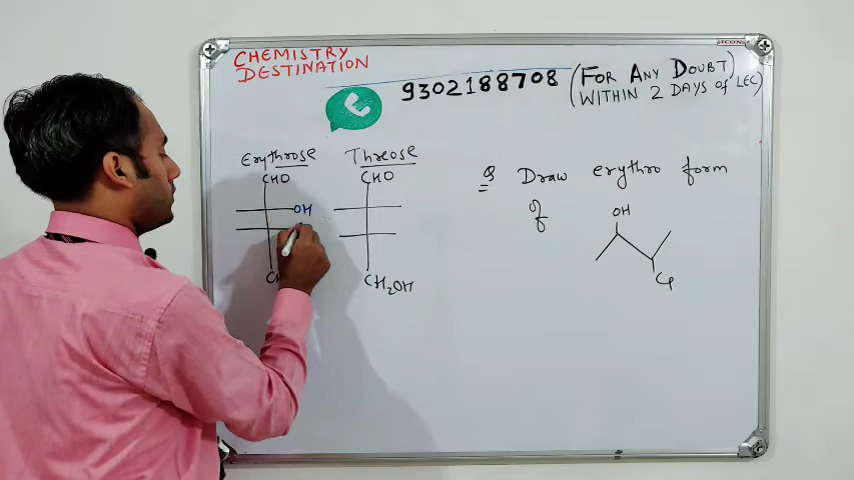 CHEMISTRY
DESTINATION
9302188708 (FOR ANY DOUBT
WITHIN 2 DAYS of LEC)
ICON
Erythrose Threose
CHO CHO
OH
CH2OH
Q Draw erythro form
of
OH